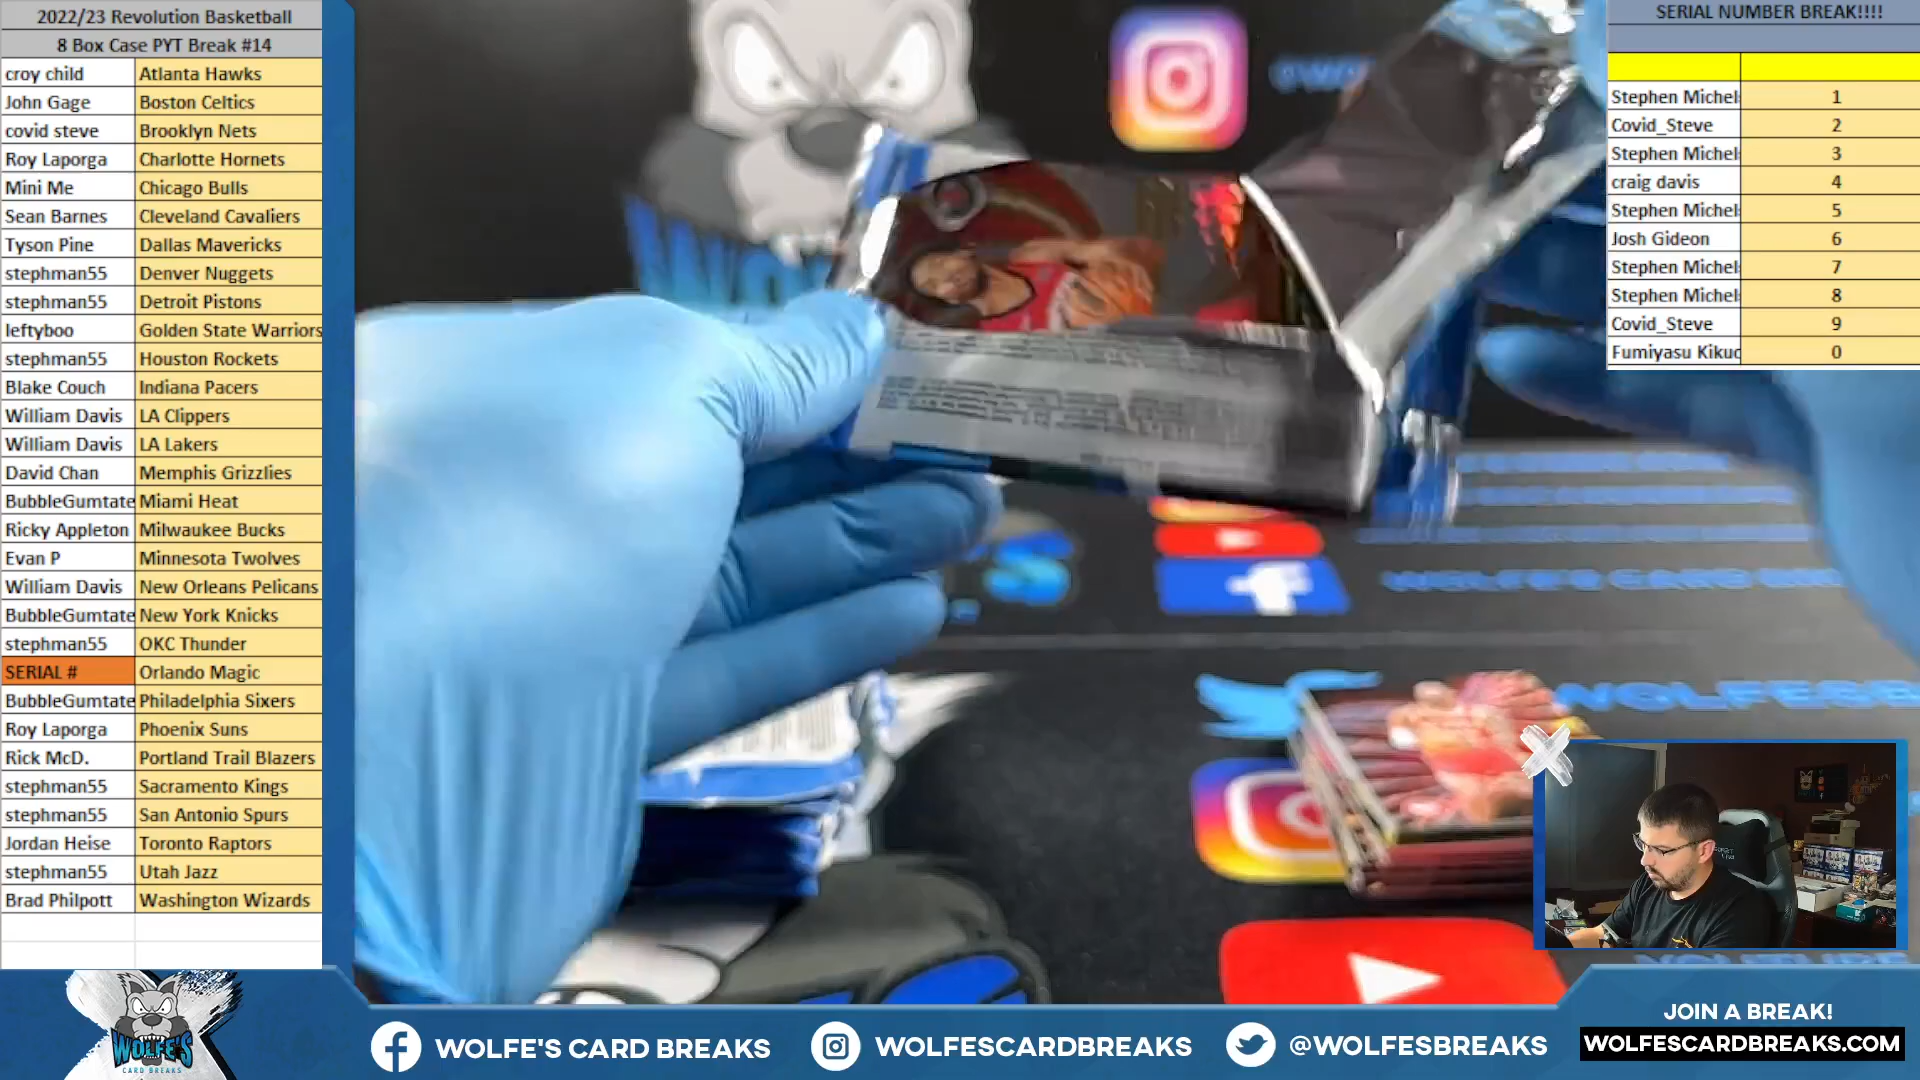 2022/23 Revolution Basketball
8 Box Case PYT Break #14
croy child Atlanta Hawks
John Gage Boston Celtics
covid steve Brooklyn Nets
Roy Laporga Charlotte Hornets
Mini Me Chicago Bulls
Sean Barnes Cleveland Cavaliers
Tyson Pine Dallas Mavericks
stephman55 Denver Nuggets
stephman55 Detroit Pistons
leftyboo Golden State Warriors
stephman55 Houston Rockets
Blake Couch Indiana Pacers
William Davis LA Clippers
William Davis LA Lakers
David Chan Memphis Grizzlies
BubbleGumtate Miami Heat
Ricky Appleton Milwaukee Bucks
Evan P Minnesota Twolves
William Davis New Orleans Pelicans
BubbleGumtate New York Knicks
stephman55 OKC Thunder
SERIAL # Orlando Magic
BubbleGumtate Philadelphia Sixers
Roy Laporga Phoenix Suns
Rick McD. Portland Trail Blazers
stephman55 Sacramento Kings
stephman55 San Antonio Spurs
Jordan Heise Toronto Raptors
stephman55 Utah Jazz
Brad Philpott Washington Wizards
SERIAL NUMBER BREAK!!!!
Stephen Michel 1
Covid_Steve 2
Stephen Michel 3
craig davis 4
Stephen Michel 5
Josh Gideon 6
Stephen Michel 7
Stephen Michel 8
Covid_Steve 9
Fumiyasu Kikuc 0
WOLFE'S CARD
WOLFESB
WOLFE'S
CARD BREAKS
WOLFE'S CARD BREAKS
WOLFESCARDBREAKS
@WOLFESBREAKS
JOIN A BREAK!
WOLFESCARDBREAKS.COM